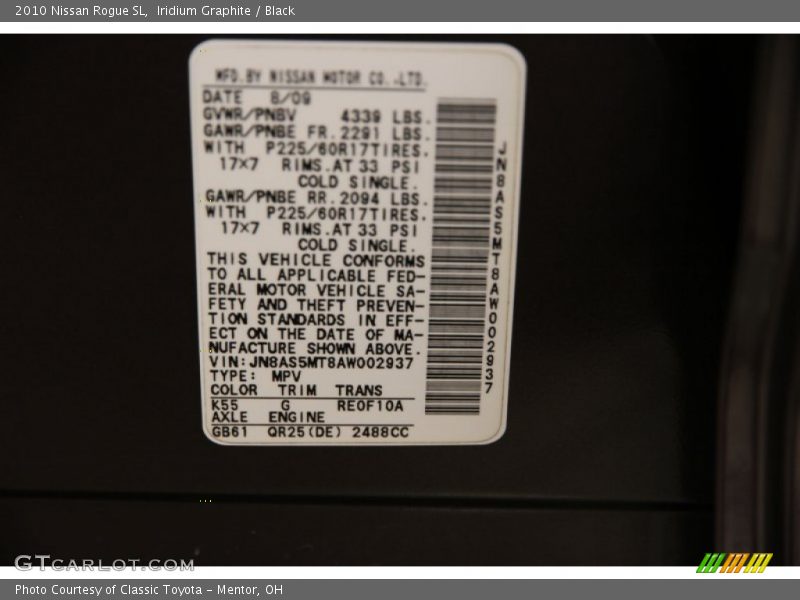 2010 Nissan Rogue SL, Iridium Graphite / Black
MFD.BY NISSAN MOTOR CO.,LTD.
DATE 8/09
GVWR/PNBV 4339 LBS.
GAWR/PNBE FR. 2291 LBS.
WITH P225/60R17TIRES.
17×7 RIMS.AT 33 PSI
COLD SINGLE.
GAWR/PNBE RR. 2094 LBS.
WITH P225/60R17TIRES.
17×7 RIMS.AT 33 PSI
COLD SINGLE.
THIS VEHICLE CONFORMS
TO ALL APPLICABLE FED-
ERAL MOTOR VEHICLE SA-
FETY AND THEFT PREVEN-
TION STANDARDS IN EFF-
ECT ON THE DATE OF MA-
NUFACTURE SHOWN ABOVE.
VIN:JN8AS5MT8AW002937
TYPE: MPV
COLOR TRIM TRANS
K55 G RE0F10A
AXLE ENGINE
GB61 QR25(DE) 2488CC
JN8AS5MT8AW002937
GTCARLOT.COM
Photo Courtesy of Classic Toyota - Mentor, OH